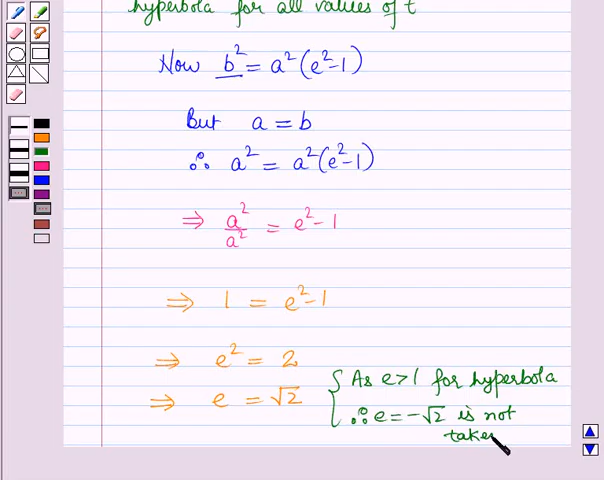 hyperbola for all values of t
Now b² = a²(e²-1)
But a = b
∴ a² = a²(e²-1)
⇒ a²/a² = e²-1
⇒ 1 = e²-1
⇒ e² = 2
⇒ e = √2 { As e>1 for hyperbola
∴ e = -√2 is not
taken